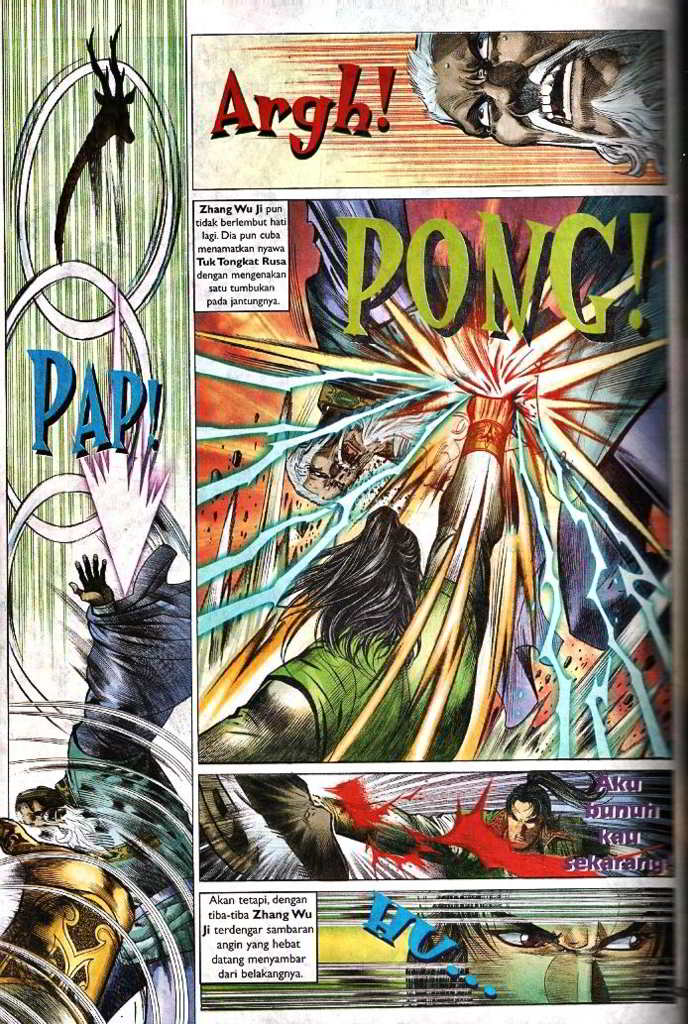 PAP!
Argh!
Zhang Wu Ji pun
tidak berlembut hati
lagi. Dia pun cuba
menamatkan nyawa
Tuk Tongkat Rusa
dengan mengenakan
satu tumbukan
pada jantungnya.
PONG!
Aku
bunuh
kau
sekarang
Akan tetapi, dengan
tiba-tiba Zhang Wu
Ji terdengar sambaran
angin yang hebat
datang menyambar
dari belakangnya.
HU...